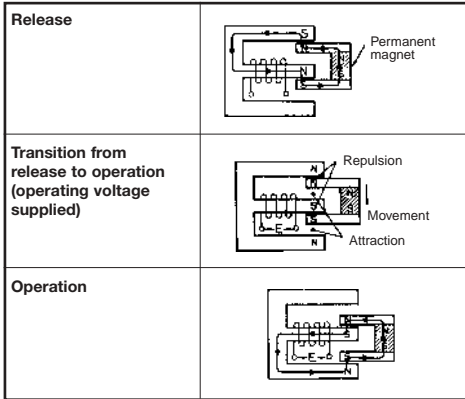 Release
Permanent
magnet
S
N
Transition from
release to operation
(operating voltage
supplied)
Repulsion
Movement
Attraction
N
S
E
N
Operation
E
N